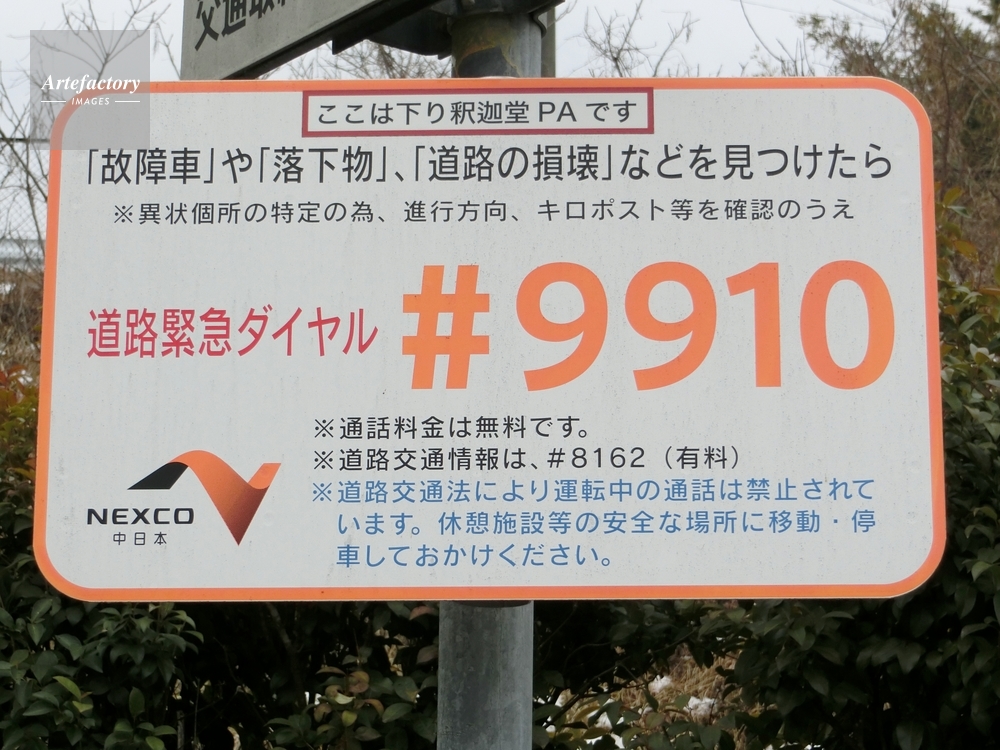 交通
Artefactory
IMAGES
ここは下り釈迦堂PAです
「故障車」や「落下物」、「道路の損壊」などを見つけたら
※異状個所の特定の為、進行方向、キロポスト等を確認のうえ
道路緊急ダイヤル #9910
※通話料金は無料です。
※道路交通情報は、#8162（有料）
※道路交通法により運転中の通話は禁止されて
います。休憩施設等の安全な場所に移動・停
車しておかけください。
NEXCO
中日本